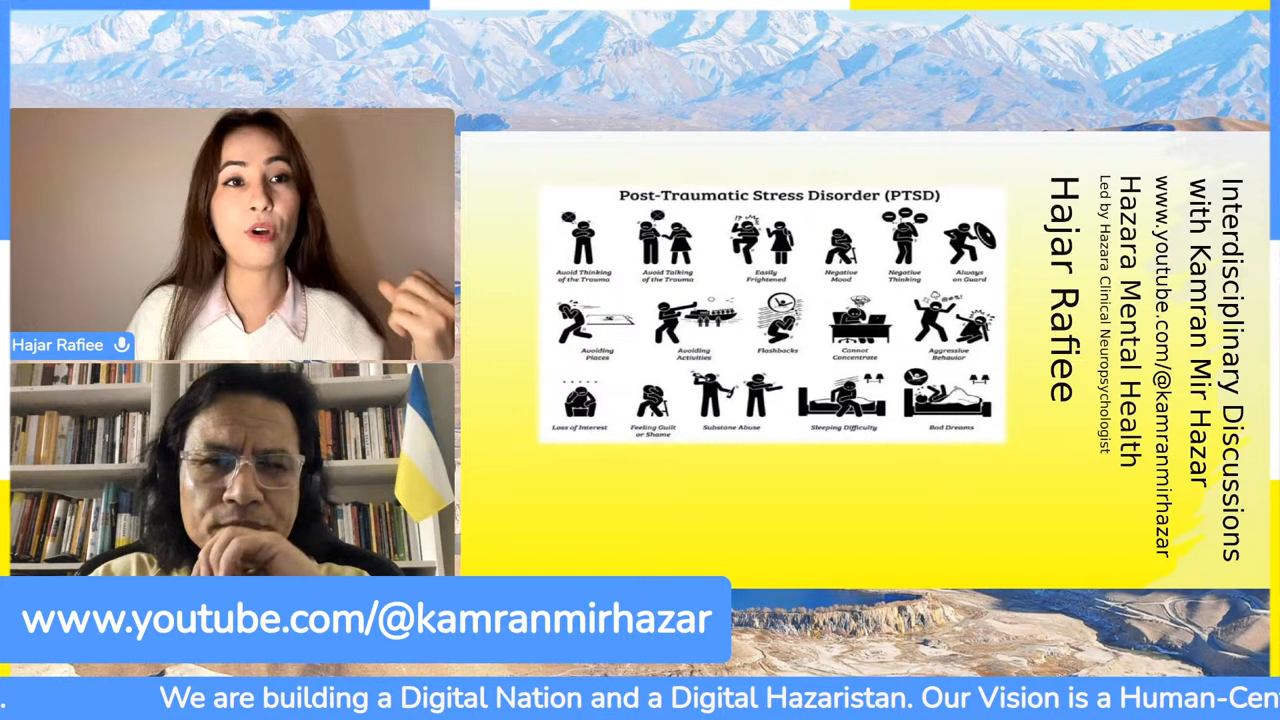 Hajar Rafiee
www.youtube.com/@kamranmirhazar
We are building a Digital Nation and a Digital Hazaristan. Our Vision is a Human-Cen
Post-Traumatic Stress Disorder (PTSD)
Avoid Thinking
of the Trauma
Avoid Talking
of the Trauma
Easily
Frightened
Negative
Mood
Negative
Thinking
Always
on Guard
Avoiding
Places
Avoiding
Activities
Flashbacks
Cannot
Concentrate
Aggressive
Behavior
Loss of Interest
Feeling Guilt
or Shame
Substane Abuse
Sleeping Difficulty
Bad Dreams
Interdisciplinary Discussions
with Kamran Mir Hazar
www.youtube.com/@kamranmirhazar
Hazara Mental Health
Led by Hazara Clinical Neuropsychologist
Hajar Rafiee